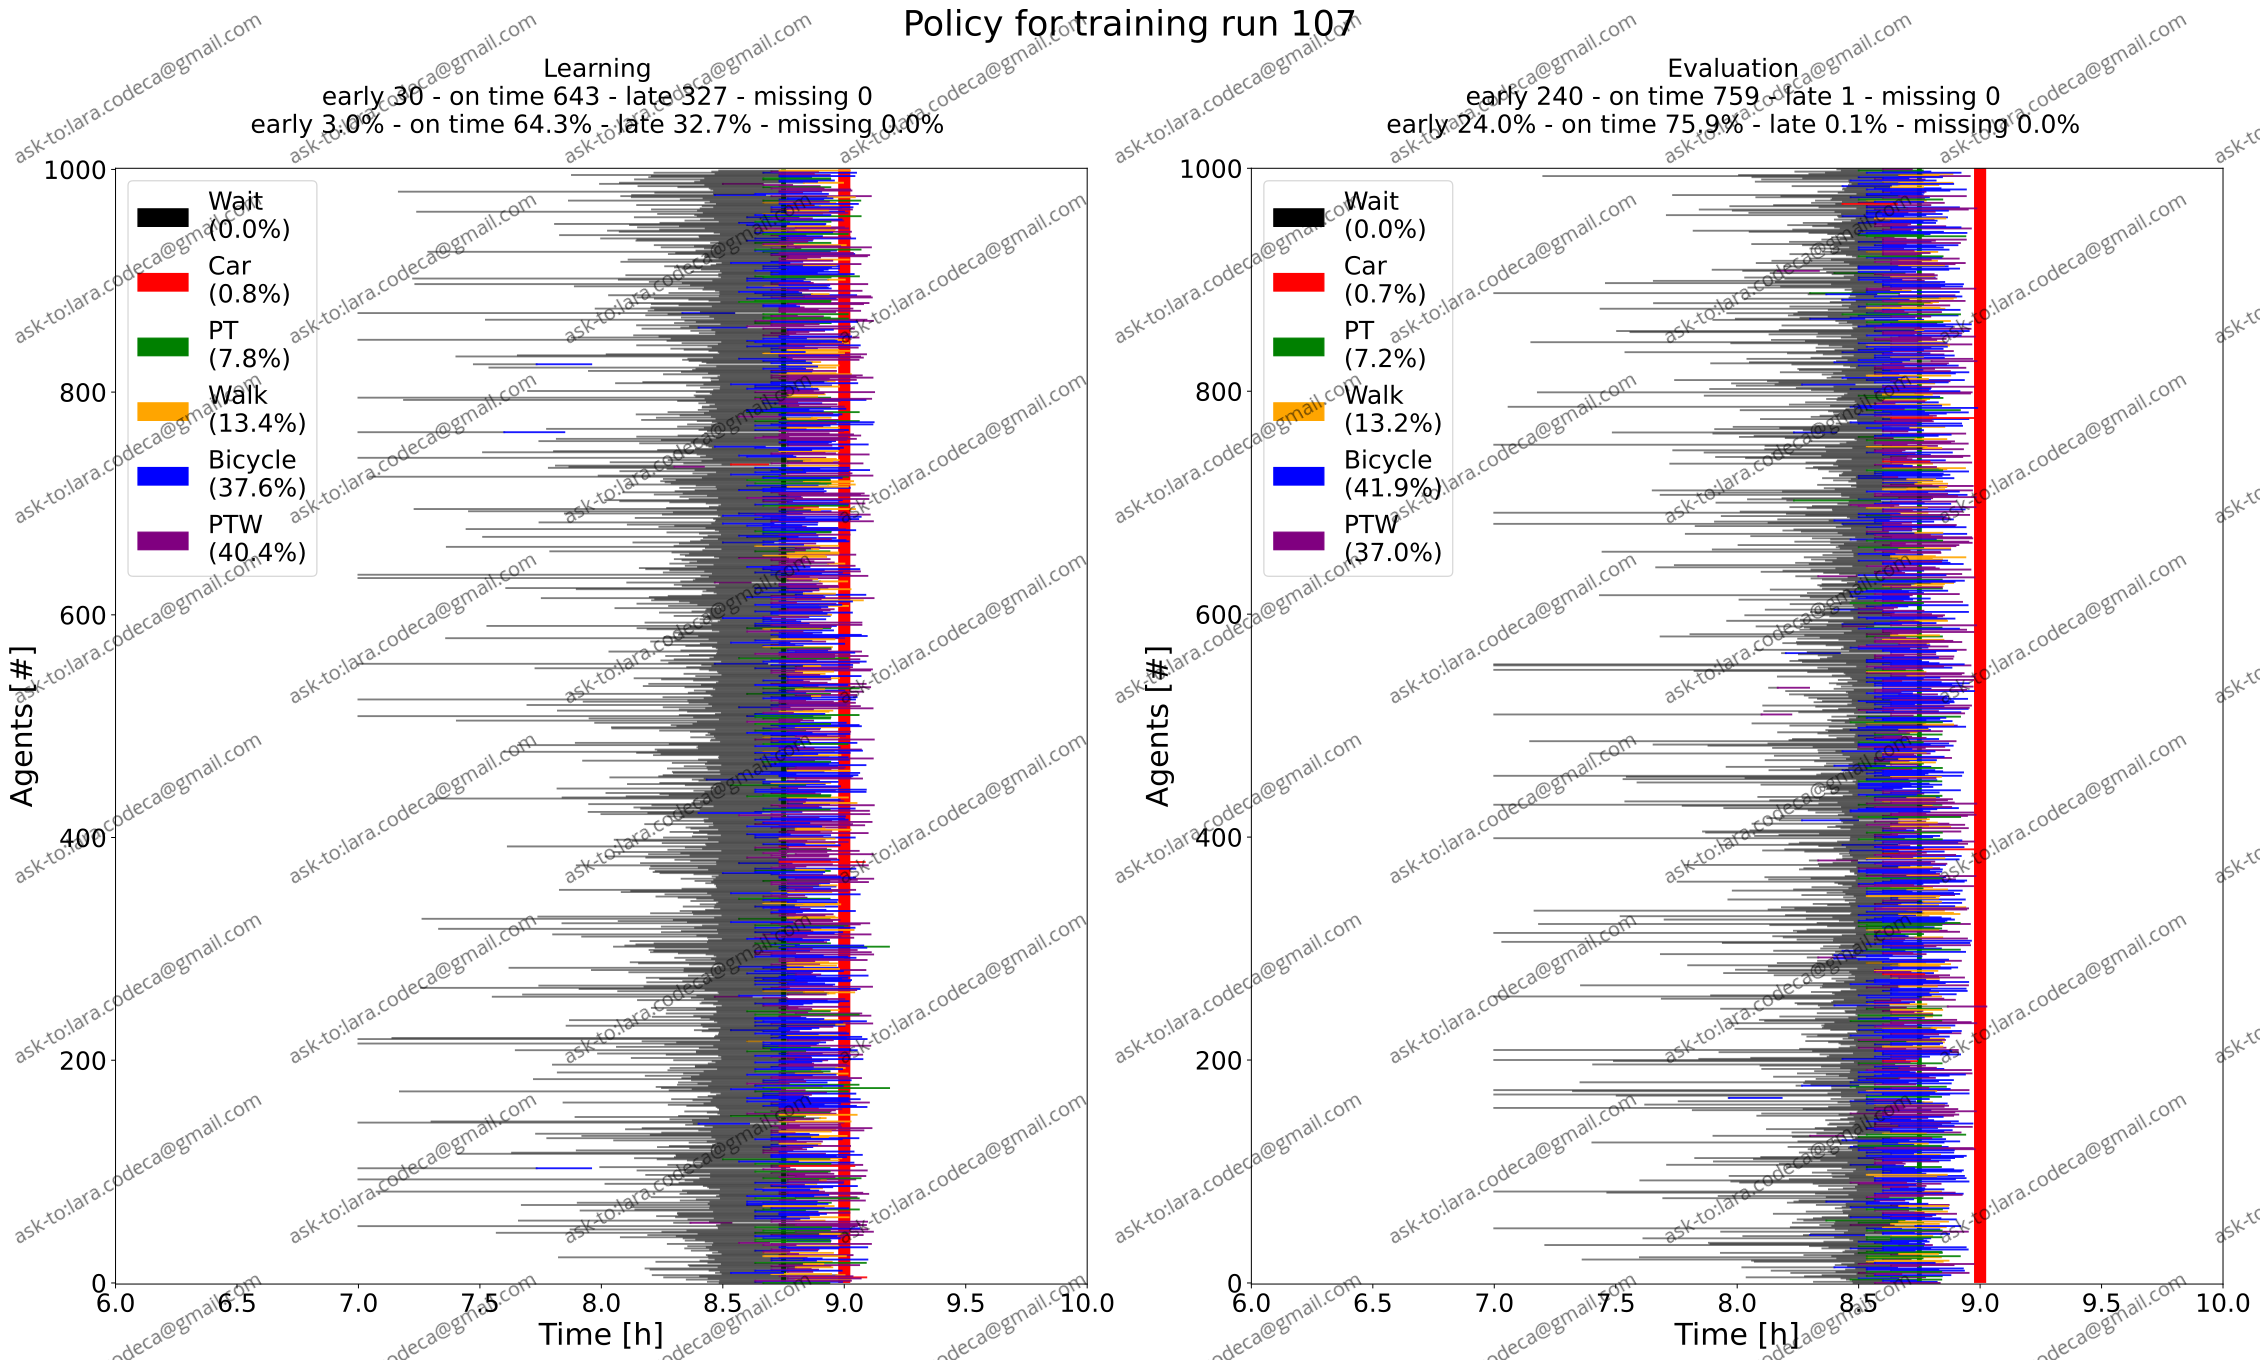 Policy for training run 107
Learning
early 30 - on time 643 - late 327 - missing 0
early 3.0% - on time 64.3% - late 32.7% - missing 0.0%
Evaluation
early 240 - on time 759 - late 1 - missing 0
early 24.0% - on time 75.9% - late 0.1% - missing 0.0%
Agents [#]
1000
800
600
400
200
0
Wait
(0.0%)
Car
(0.8%)
PT
(7.8%)
Walk
(13.4%)
Bicycle
(37.6%)
PTW
(40.4%)
6.0 6.5 7.0 7.5 8.0 8.5 9.0 9.5 10.0
Time [h]
Agents [#]
1000
800
600
400
200
0
Wait
(0.0%)
Car
(0.7%)
PT
(7.2%)
Walk
(13.2%)
Bicycle
(41.9%)
PTW
(37.0%)
6.0 6.5 7.0 7.5 8.0 8.5 9.0 9.5 10.0
Time [h]
ask-to:lara.codeca@gmail.com